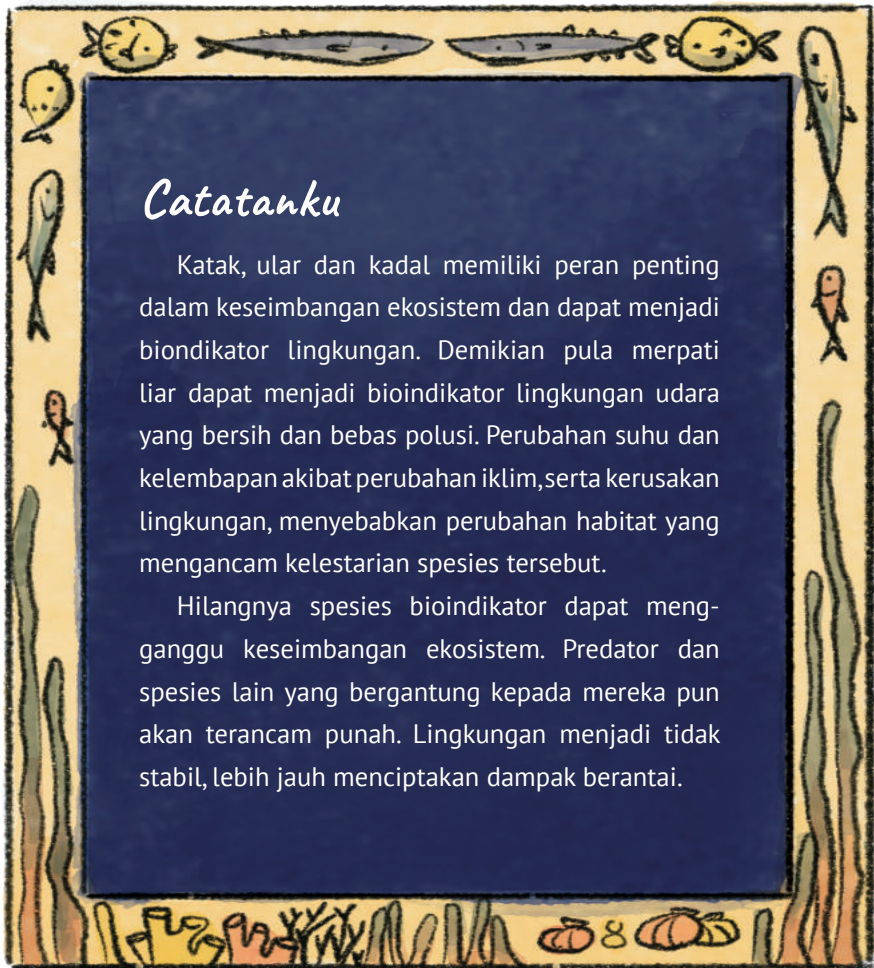 Catatanku
Katak, ular dan kadal memiliki peran penting
dalam keseimbangan ekosistem dan dapat menjadi
biondikator lingkungan. Demikian pula merpati
liar dapat menjadi bioindikator lingkungan udara
yang bersih dan bebas polusi. Perubahan suhu dan
kelembapan akibat perubahan iklim,serta kerusakan
lingkungan, menyebabkan perubahan habitat yang
mengancam kelestarian spesies tersebut.
Hilangnya spesies bioindikator dapat meng-
ganggu keseimbangan ekosistem. Predator dan
spesies lain yang bergantung kepada mereka pun
akan terancam punah. Lingkungan menjadi tidak
stabil, lebih jauh menciptakan dampak berantai.